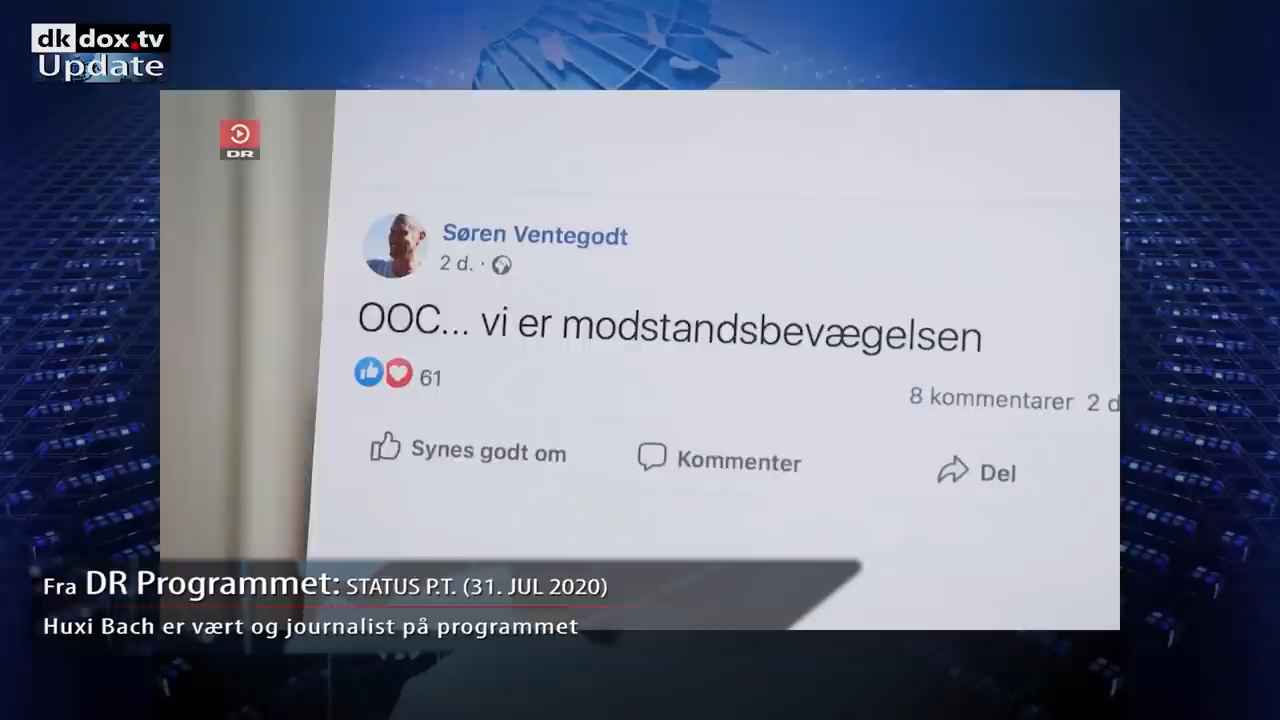 dk dox.tv
Update
DR
Søren Ventegodt
2 d. ·
OOC... vi er modstandsbevægelsen
61
8 kommentarer 2 d
Synes godt om
Kommenter
Del
Fra DR Programmet: STATUS P.T. (31. JUL 2020)
Huxi Bach er vært og journalist på programmet